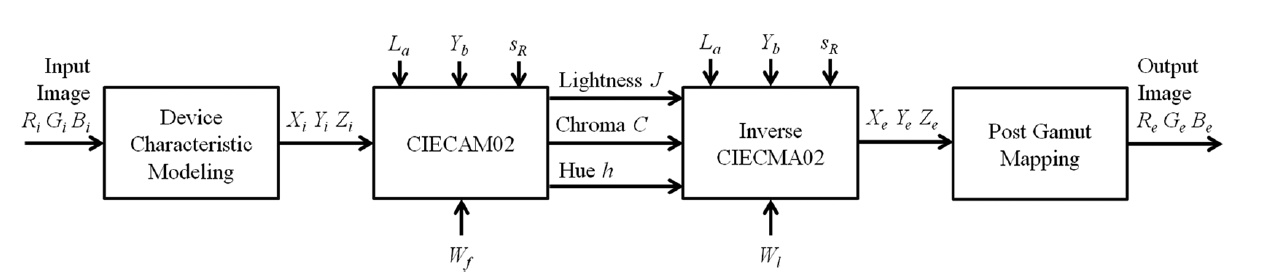 Input
Image
R_i G_i B_i
Device
Characteristic
Modeling
X_i Y_i Z_i
L_a Y_b s_R
CIECAM02
W_f
Lightness J
Chroma C
Hue h
L_a Y_b s_R
Inverse
CIECMA02
W_l
X_e Y_e Z_e
Post Gamut
Mapping
Output
Image
R_e G_e B_e